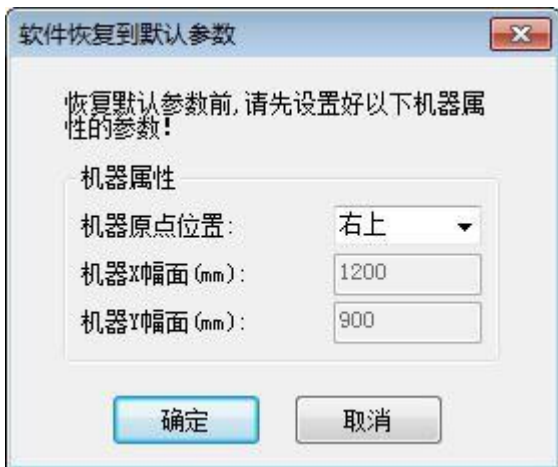 软件恢复到默认参数
恢复默认参数前,请先设置好以下机器属
性的参数!
机器属性
机器原点位置: 右上
机器X幅面(mm): 1200
机器Y幅面(mm): 900
确定 取消